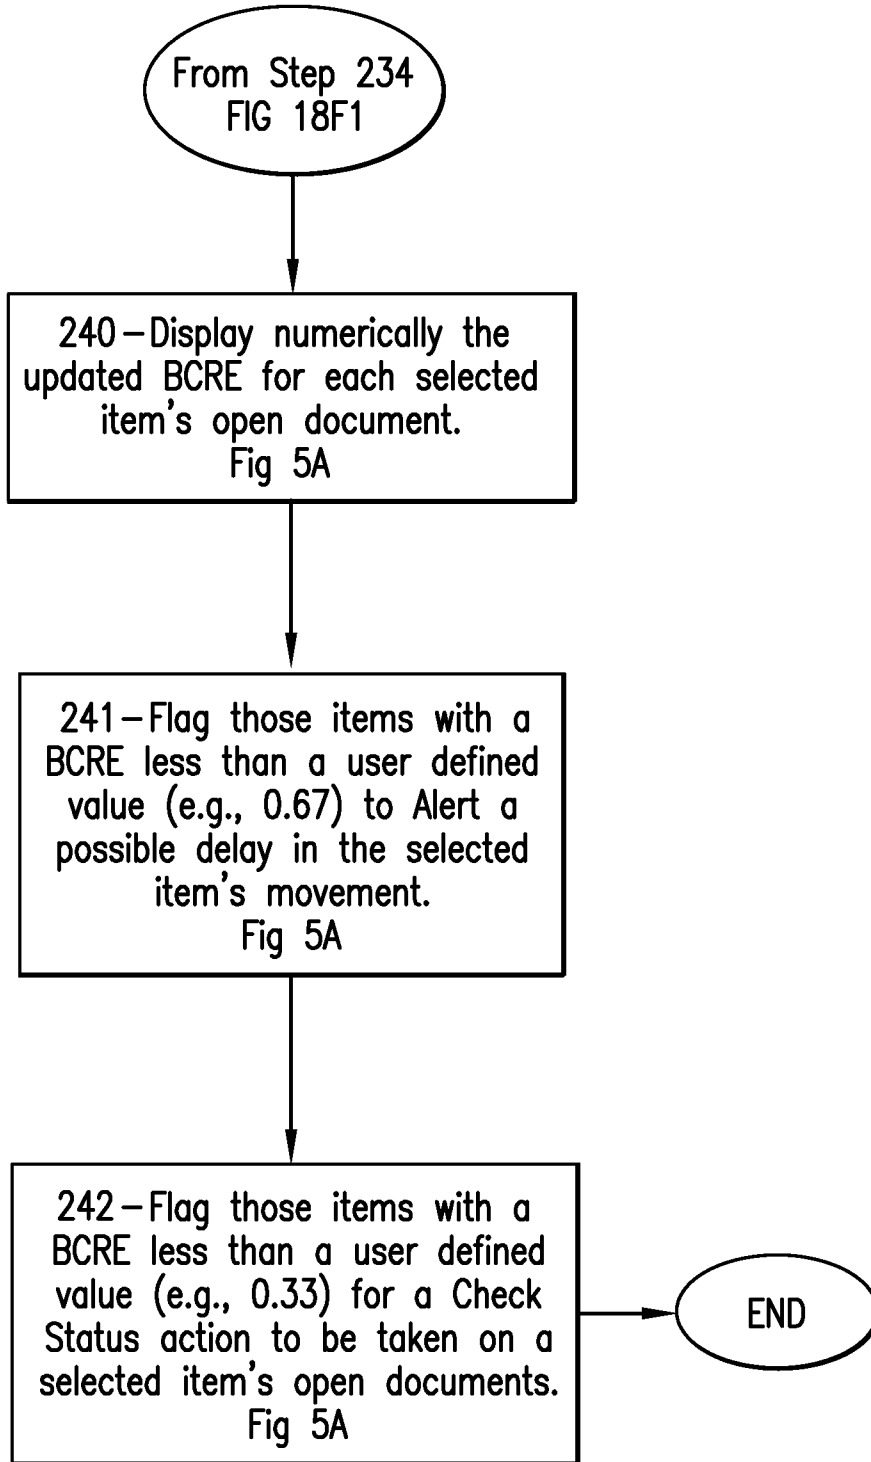 From Step 234
FIG 18F1
240–Display numerically the
updated BCRE for each selected
item's open document.
Fig 5A
241–Flag those items with a
BCRE less than a user defined
value (e.g., 0.67) to Alert a
possible delay in the selected
item's movement.
Fig 5A
242–Flag those items with a
BCRE less than a user defined
value (e.g., 0.33) for a Check
Status action to be taken on a
selected item's open documents.
Fig 5A
END